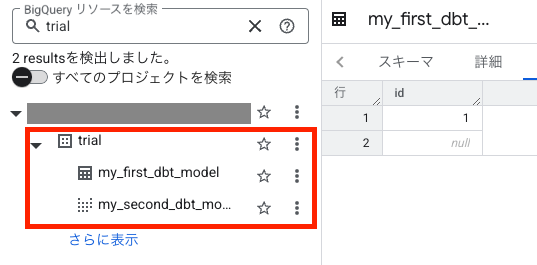 BigQuery リソースを検索
trial
2 resultsを検出しました。
すべてのプロジェクトを検索
trial
my_first_dbt_model
my_second_dbt_mo...
さらに表示
my_first_dbt_...
スキーマ
詳細
行
id
1
1
2
null